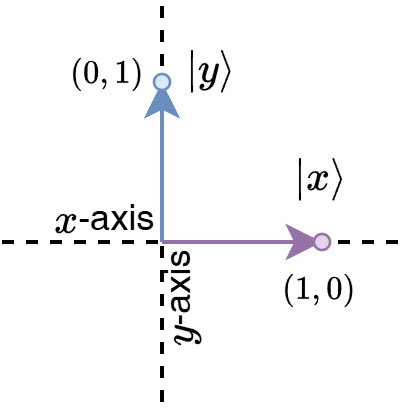 (0, 1) |y⟩
|x⟩
x-axis
y-axis
(1, 0)